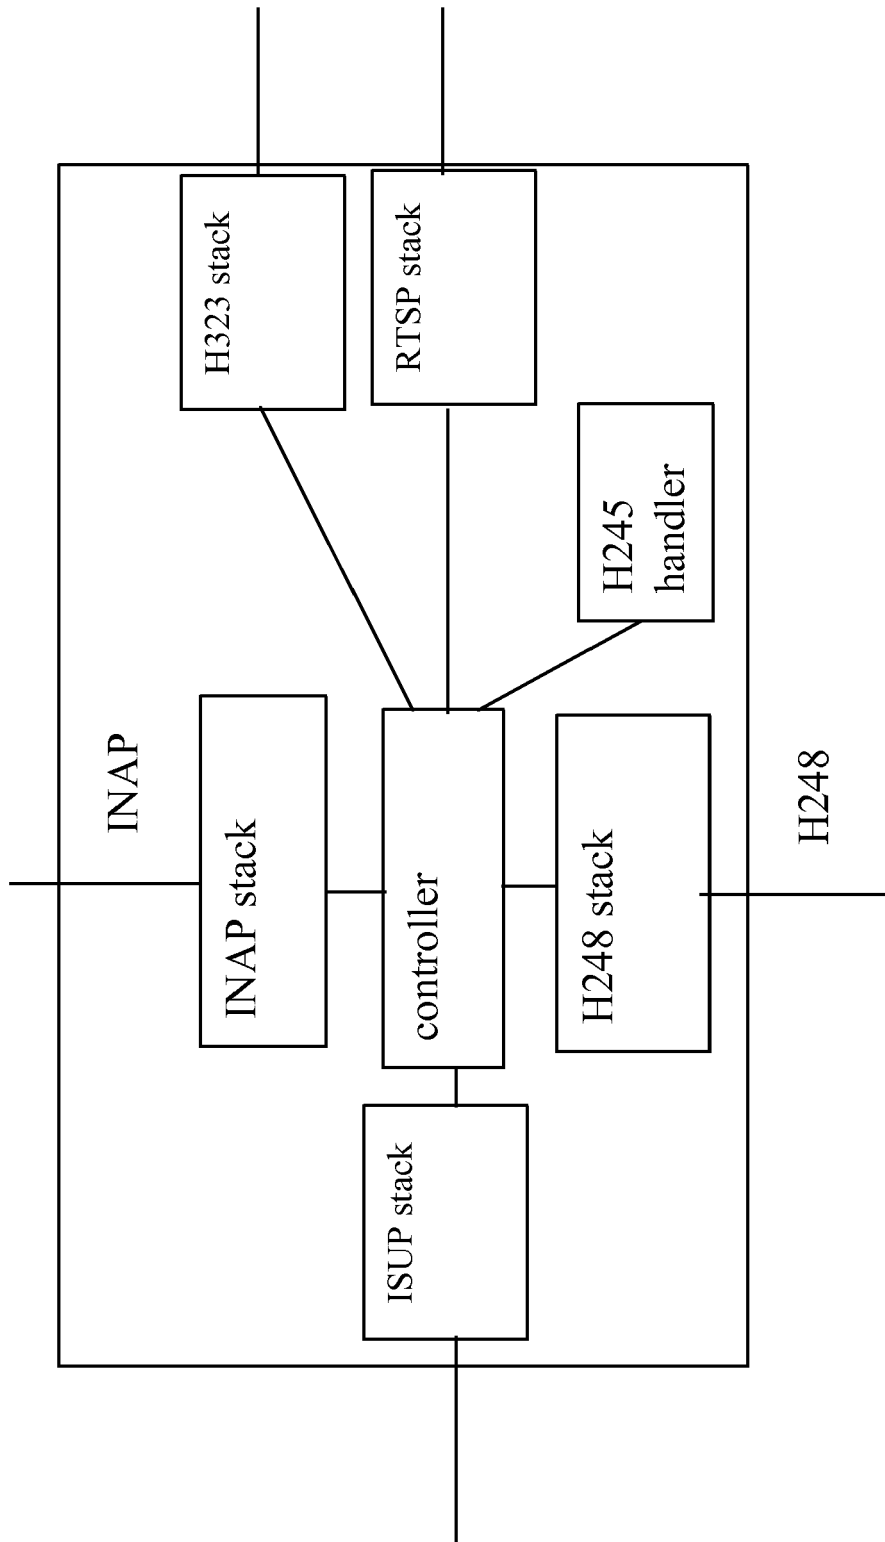 INAP
INAP stack
H323 stack
ISUP stack
controller
RTSP stack
H248 stack
H245
handler
H248